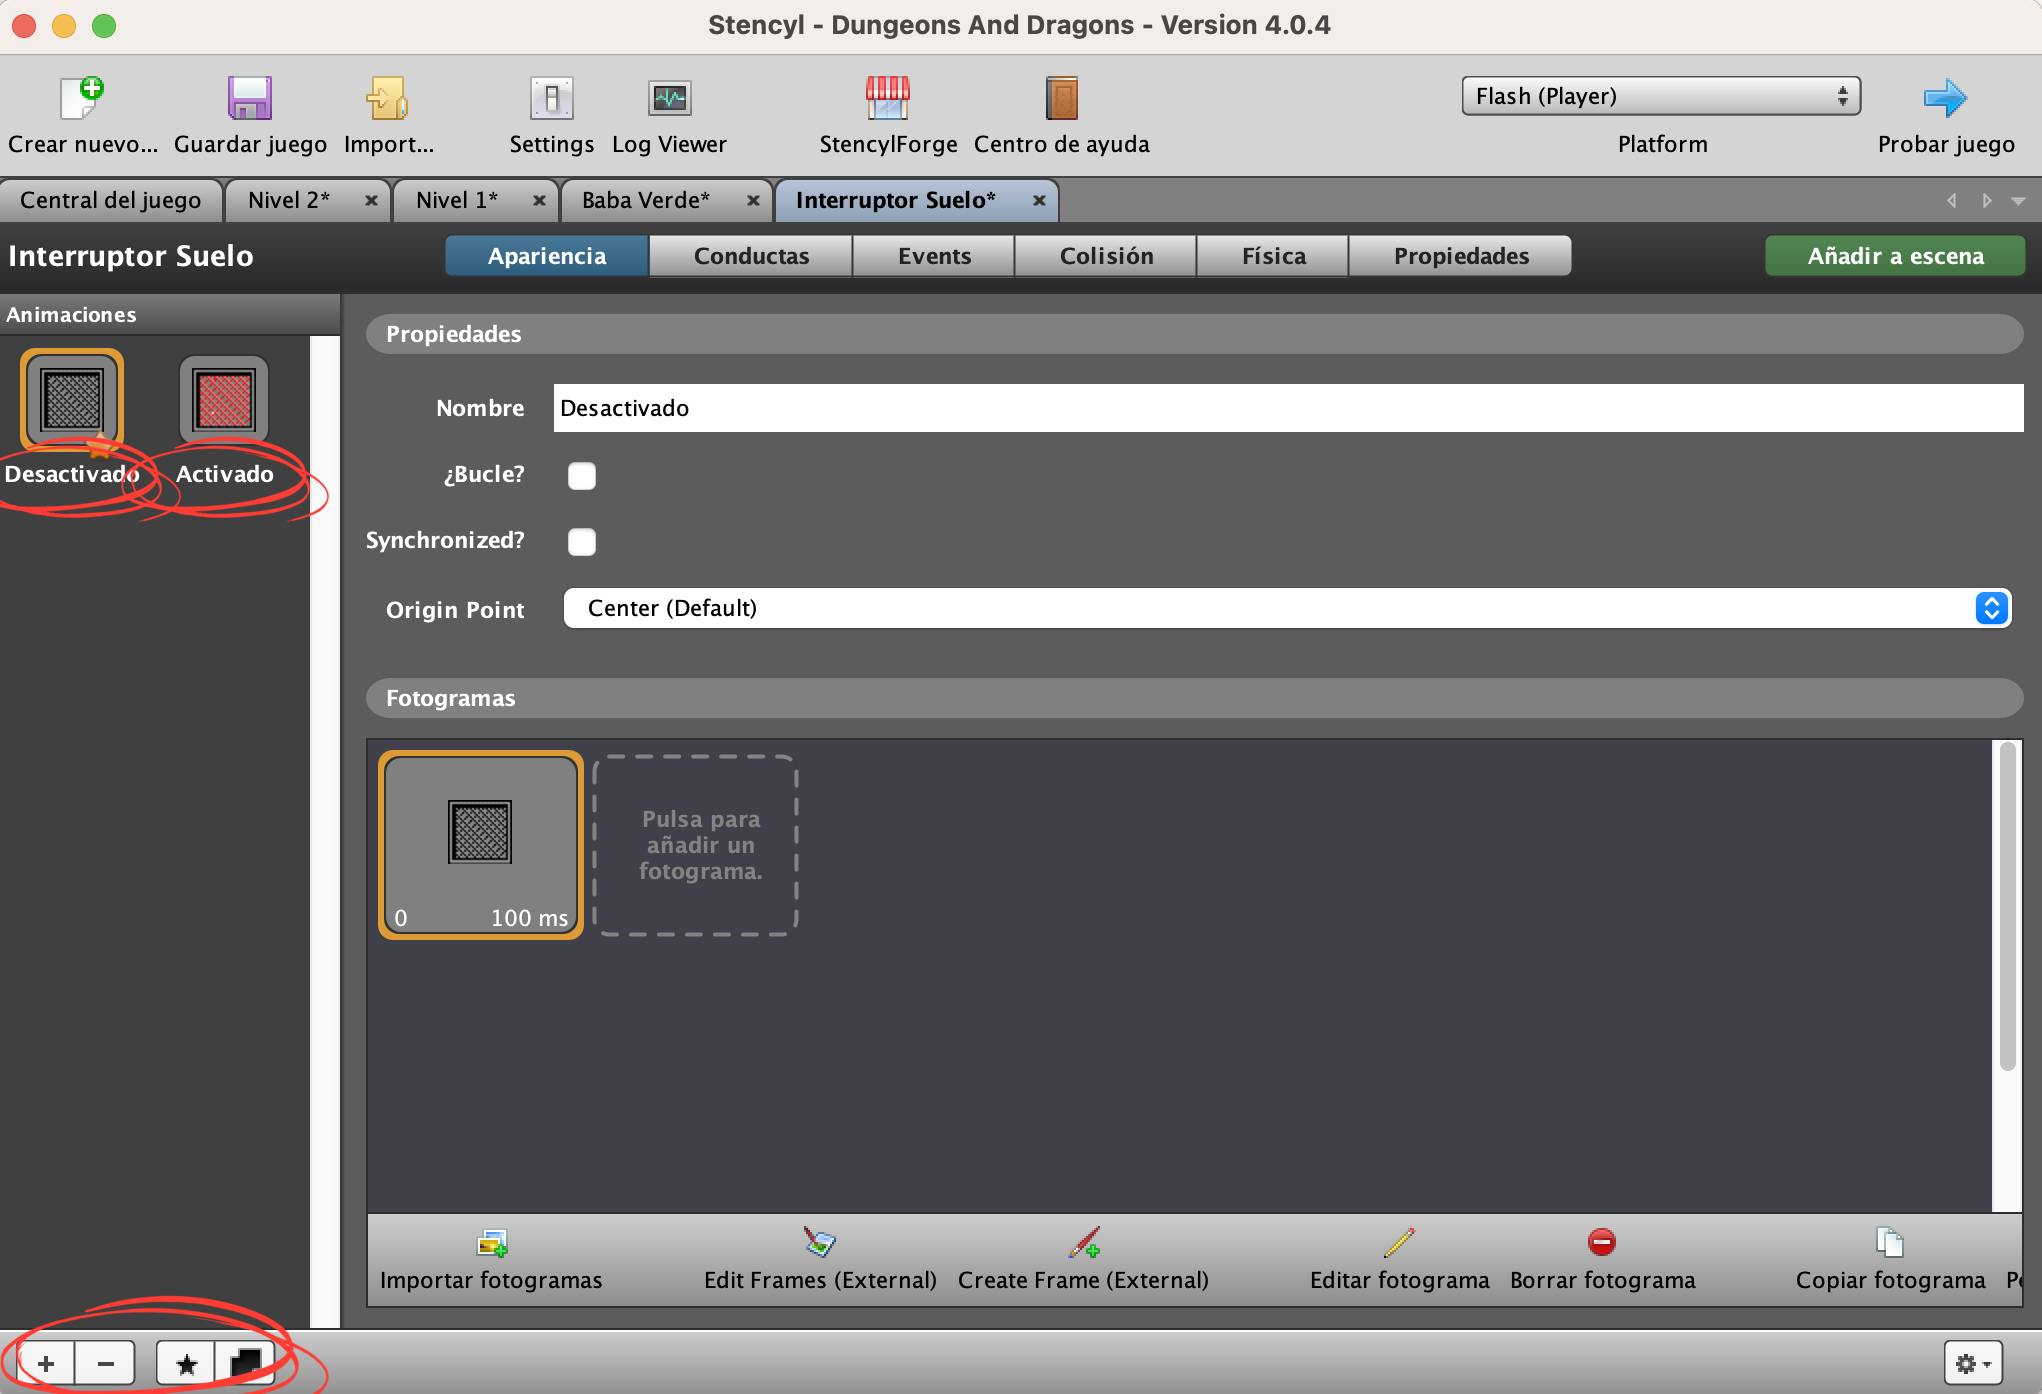 Stencyl - Dungeons And Dragons - Version 4.0.4
Crear nuevo... Guardar juego Import... Settings Log Viewer StencylForge Centro de ayuda Flash (Player) Platform Probar juego
Central del juego Nivel 2* Nivel 1* Baba Verde* Interruptor Suelo*
Interruptor Suelo Apariencia Conductas Events Colisión Física Propiedades Añadir a escena
Animaciones
Desactivado Activado
Propiedades
Nombre Desactivado
¿Bucle?
Synchronized?
Origin Point Center (Default)
Fotogramas
0 100 ms
Pulsa para
añadir un
fotograma.
Importar fotogramas Edit Frames (External) Create Frame (External) Editar fotograma Borrar fotograma Copiar fotograma